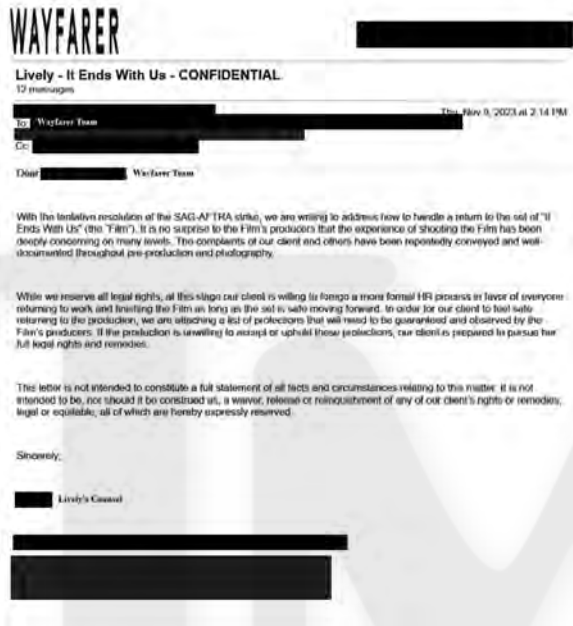 WAYFARER
Lively - It Ends With Us - CONFIDENTIAL
12 messages
Thu, Nov 9, 2023 at 2:14 PM
To: Wayfarer Team
Cc:
Dear Wayfarer Team
With the tentative resolution of the SAG-AFTRA strike, we are writing to address how to handle a return to the set of "It
Ends With Us" (the "Film"). It is no surprise to the Film's producers that the experience of shooting the Film has been
deeply concerning on many levels. The complaints of our client and others have been repeatedly conveyed and well-
documented throughout pre-production and photography.
While we reserve all legal rights, at this stage our client is willing to forego a more formal HR process in favor of everyone
returning to work and finishing the Film as long as the set is safe moving forward. In order for our client to feel safe
returning to the production, we are attaching a list of protections that will need to be guaranteed and observed by the
Film's producers. If the production is unwilling to accept or uphold these protections, our client is prepared to pursue her
full legal rights and remedies.
This letter is not intended to constitute a full statement of all facts and circumstances relating to this matter. It is not
intended to be, nor should it be construed as, a waiver, release or relinquishment of any of our client's rights or remedies,
legal or equitable, all of which are hereby expressly reserved.
Sincerely,
Lively's Counsel